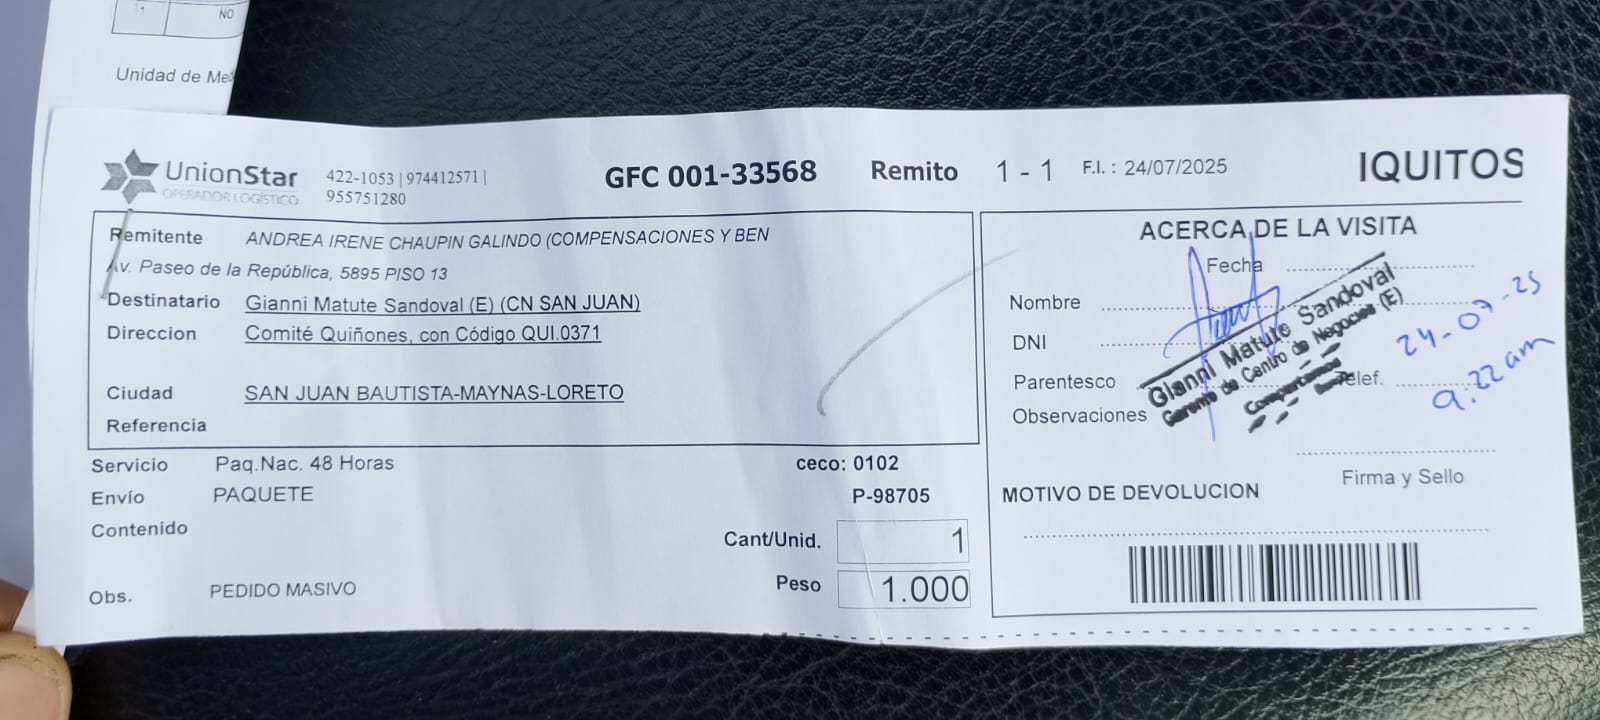 11 NO
Unidad de Me
UnionStar
OPERADOR LOGÍSTICO
422-1053 | 974412571 |
955751280
GFC 001-33568 Remito 1 - 1 F.I. : 24/07/2025 IQUITOS
Remitente ANDREA IRENE CHAUPIN GALINDO (COMPENSACIONES Y BEN
Av. Paseo de la República, 5895 PISO 13
Destinatario Gianni Matute Sandoval (E) (CN SAN JUAN)
Direccion Comité Quiñones, con Código QUI.0371
Ciudad SAN JUAN BAUTISTA-MAYNAS-LORETO
Referencia
Servicio Paq.Nac. 48 Horas ceco: 0102
Envío PAQUETE P-98705
Contenido
Cant/Unid. 1
Peso 1.000
Obs. PEDIDO MASIVO
ACERCA DE LA VISITA
Fecha
Nombre
DNI
Parentesco Telef.
Observaciones
Gianni Matute Sandoval
Gerente de Centro de Negocios (E)
Compartamos
24-07-25
9:22 am
Firma y Sello
MOTIVO DE DEVOLUCION